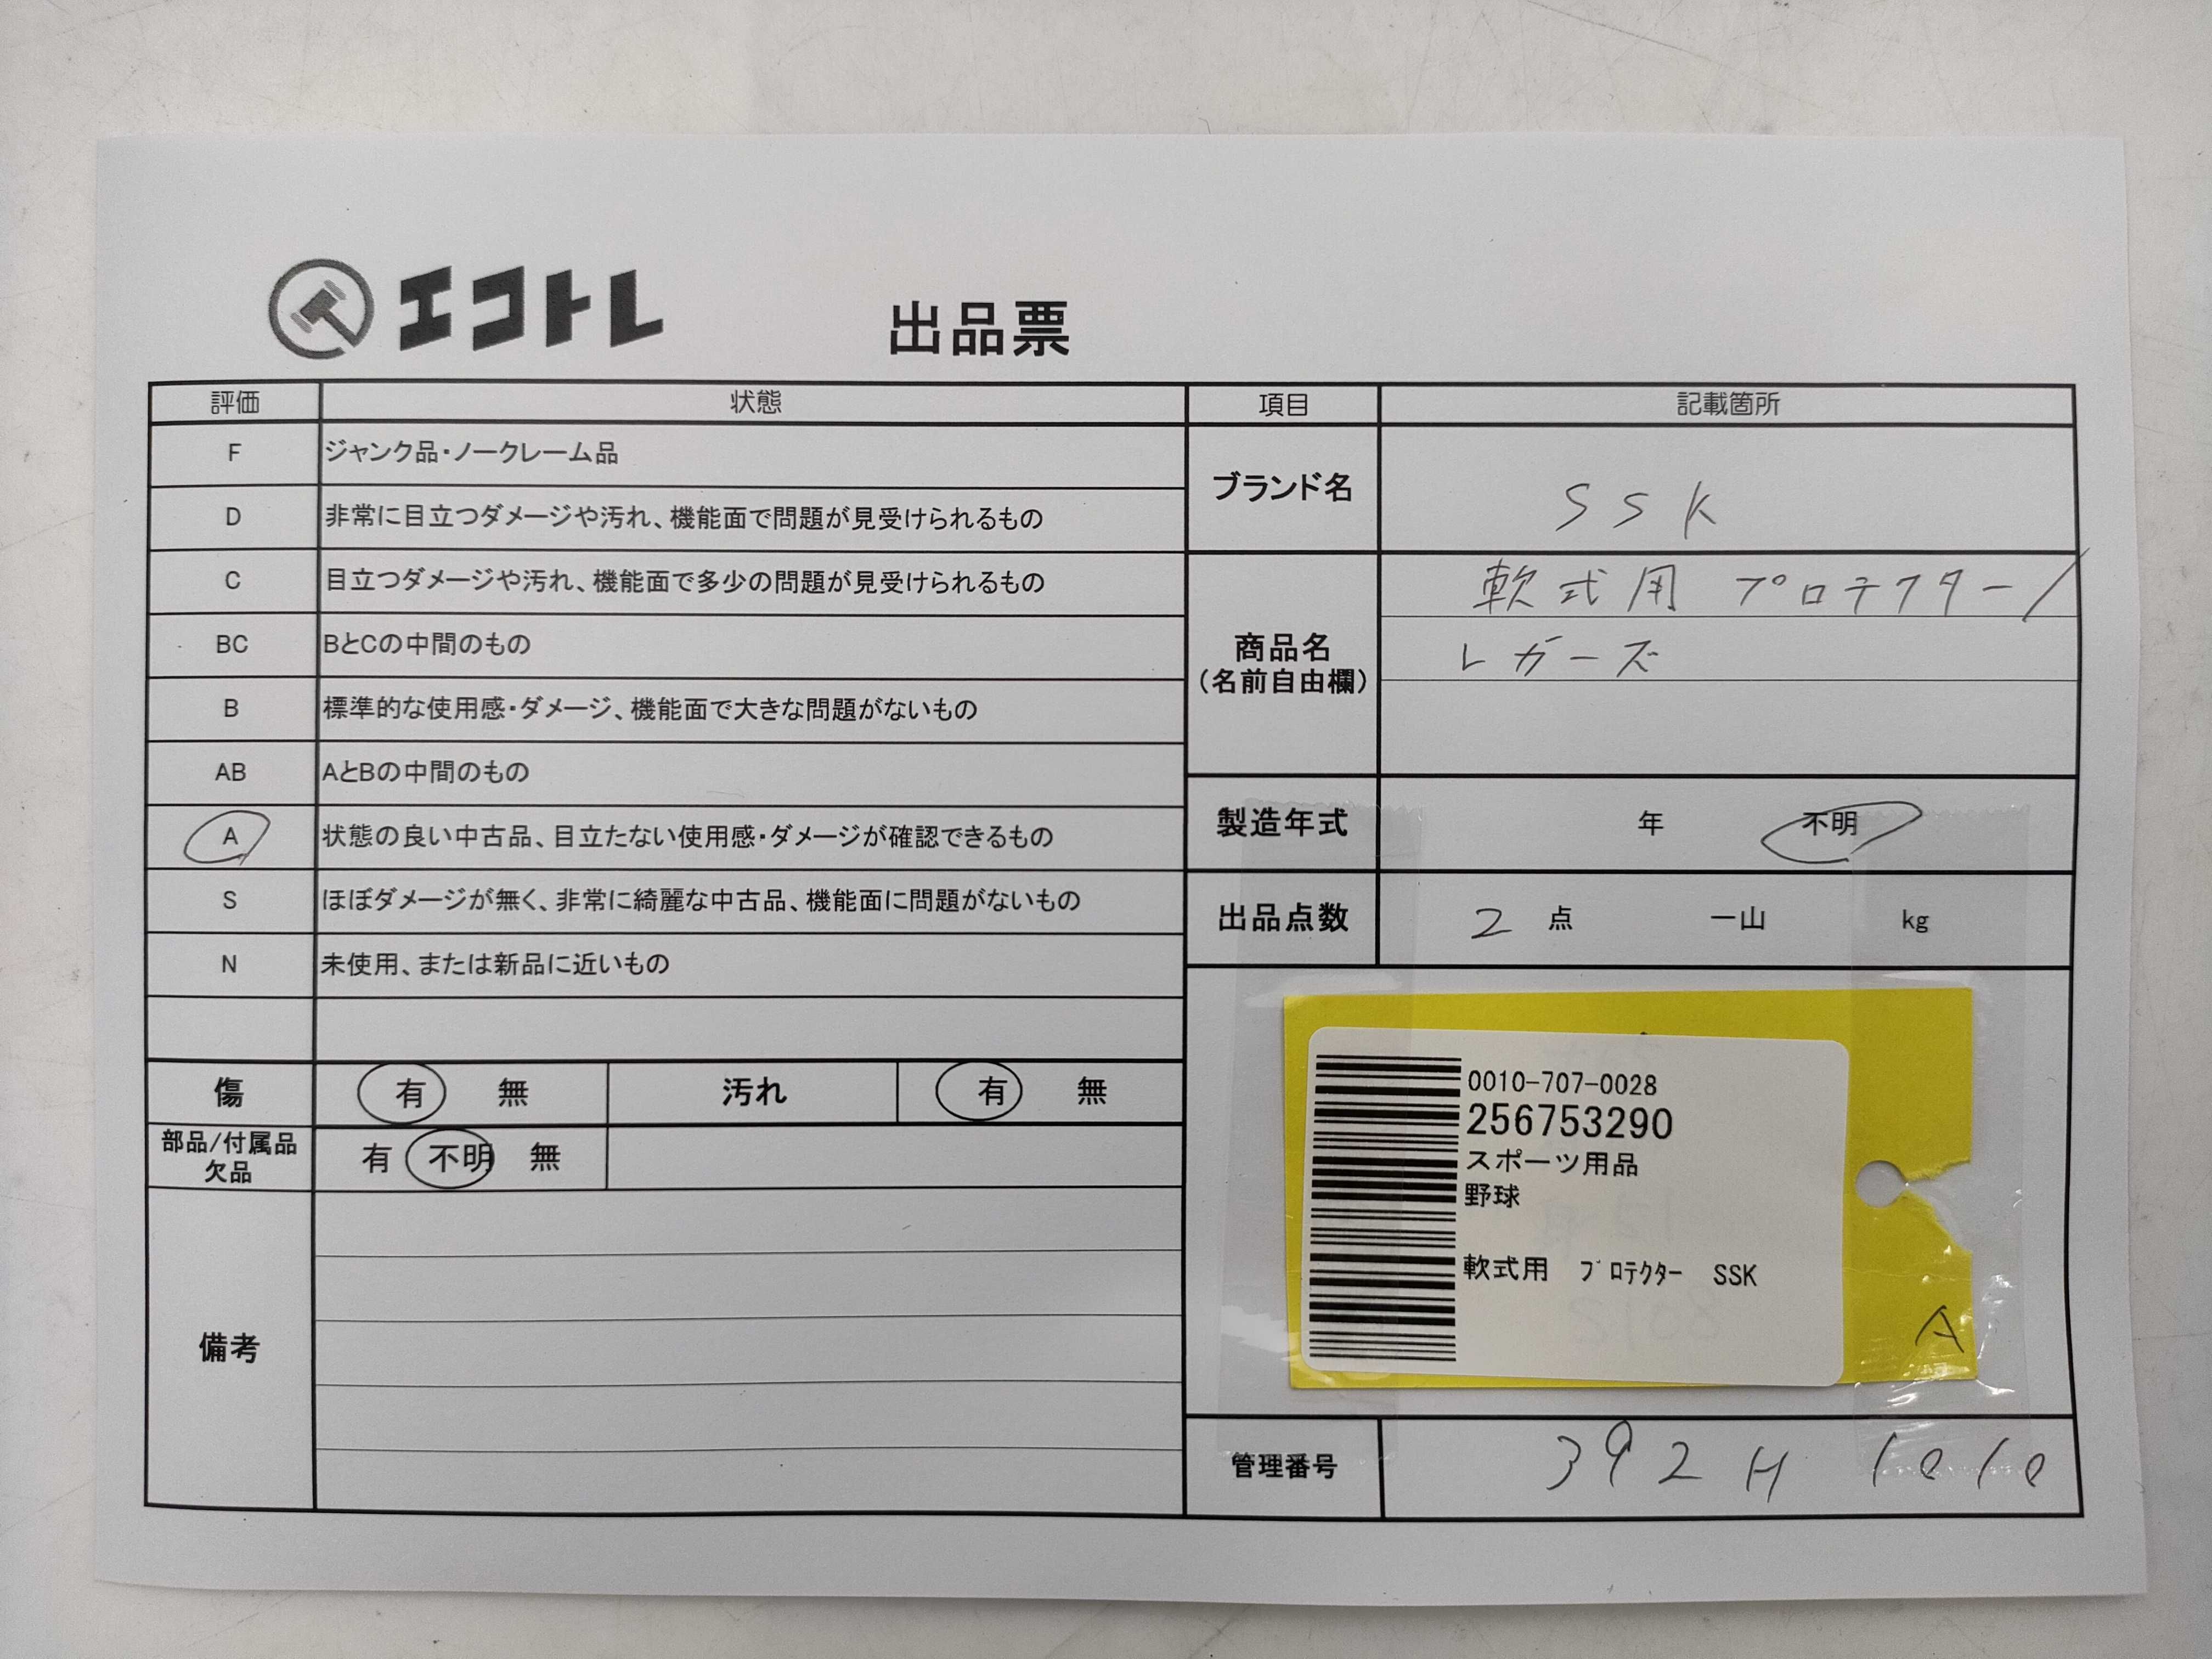 エコトレ
出品票
評価 状態
F ジャンク品・ノークレーム品
D 非常に目立つダメージや汚れ、機能面で問題が見受けられるもの
C 目立つダメージや汚れ、機能面で多少の問題が見受けられるもの
BC BとCの中間のもの
B 標準的な使用感・ダメージ、機能面で大きな問題がないもの
AB AとBの中間のもの
A 状態の良い中古品、目立たない使用感・ダメージが確認できるもの
S ほぼダメージが無く、非常に綺麗な中古品、機能面に問題がないもの
N 未使用、または新品に近いもの
傷 有 無 汚れ 有 無
部品/付属品
欠品
有 不明 無
備考
項目 記載箇所
ブランド名 SSK
商品名
(名前自由欄)
軟式用 プロテクター/
レガーズ
製造年式 年 不明
出品点数 2 点 一山 kg
0010-707-0028
256753290
スポーツ用品
野球
軟式用 プロテクター SSK
A
管理番号 392H 1010